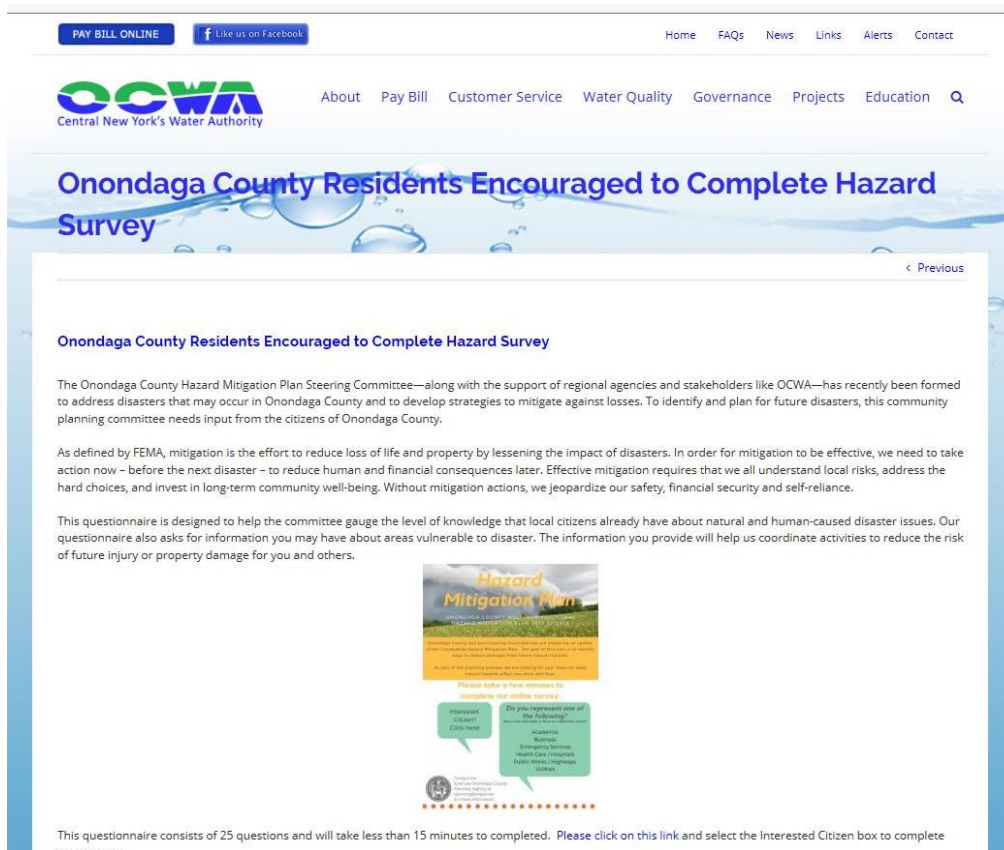 PAY BILL ONLINE
f Like us on Facebook
Home FAQs News Links Alerts Contact
OCWA
Central New York's Water Authority
About Pay Bill Customer Service Water Quality Governance Projects Education
Onondaga County Residents Encouraged to Complete Hazard
Survey
< Previous
Onondaga County Residents Encouraged to Complete Hazard Survey
The Onondaga County Hazard Mitigation Plan Steering Committee—along with the support of regional agencies and stakeholders like OCWA—has recently been formed
to address disasters that may occur in Onondaga County and to develop strategies to mitigate against losses. To identify and plan for future disasters, this community
planning committee needs input from the citizens of Onondaga County.
As defined by FEMA, mitigation is the effort to reduce loss of life and property by lessening the impact of disasters. In order for mitigation to be effective, we need to take
action now – before the next disaster – to reduce human and financial consequences later. Effective mitigation requires that we all understand local risks, address the
hard choices, and invest in long-term community well-being. Without mitigation actions, we jeopardize our safety, financial security and self-reliance.
This questionnaire is designed to help the committee gauge the level of knowledge that local citizens already have about natural and human-caused disaster issues. Our
questionnaire also asks for information you may have about areas vulnerable to disaster. The information you provide will help us coordinate activities to reduce the risk
of future injury or property damage for you and others.
Hazard
Mitigation Plan
Please take a few minutes to
complete our online survey:
Interested
Citizen?
Click here!
Do you represent one of
the following?
Academia
Business
Emergency Services
Health Care / Hospitals
Public Works / Highways
Utilities
This questionnaire consists of 25 questions and will take less than 15 minutes to completed. Please click on this link and select the Interested Citizen box to complete